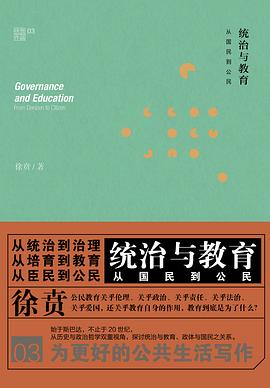 03
统治与教育
从国民到公民
Governance
and Education
From Denizen to Citizen
徐贲/著
从统治到治理
从培育到教育
从臣民到公民
统治与教育
从国民到公民
徐贲
公民教育关乎伦理、关乎政治、关乎责任、关乎法治、
关乎爱国,还关乎教育自身的作用,教育到底是为了什么?
始于斯巴达,不止于20世纪。
从历史与政治哲学双重视角,探讨统治与教育、政体与国民之关系。
03
为更好的公共生活写作